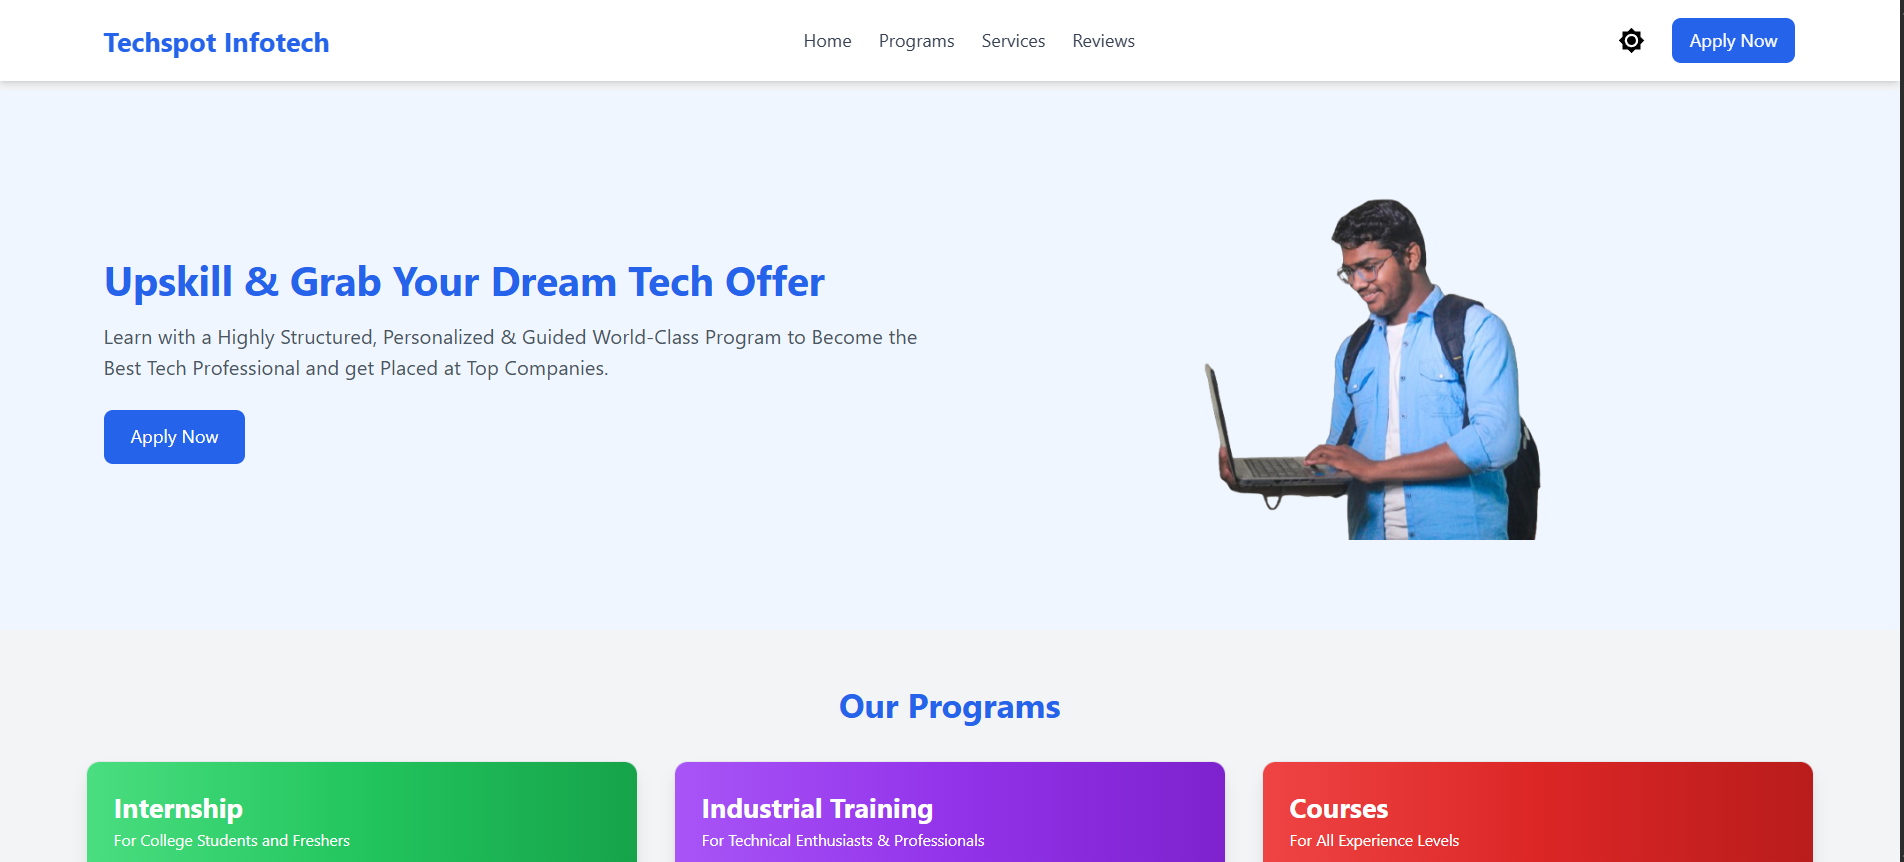 Techspot Infotech
Home Programs Services Reviews
Apply Now
Upskill & Grab Your Dream Tech Offer
Learn with a Highly Structured, Personalized & Guided World-Class Program to Become the
Best Tech Professional and get Placed at Top Companies.
Apply Now
Our Programs
Internship
For College Students and Freshers
Industrial Training
For Technical Enthusiasts & Professionals
Courses
For All Experience Levels